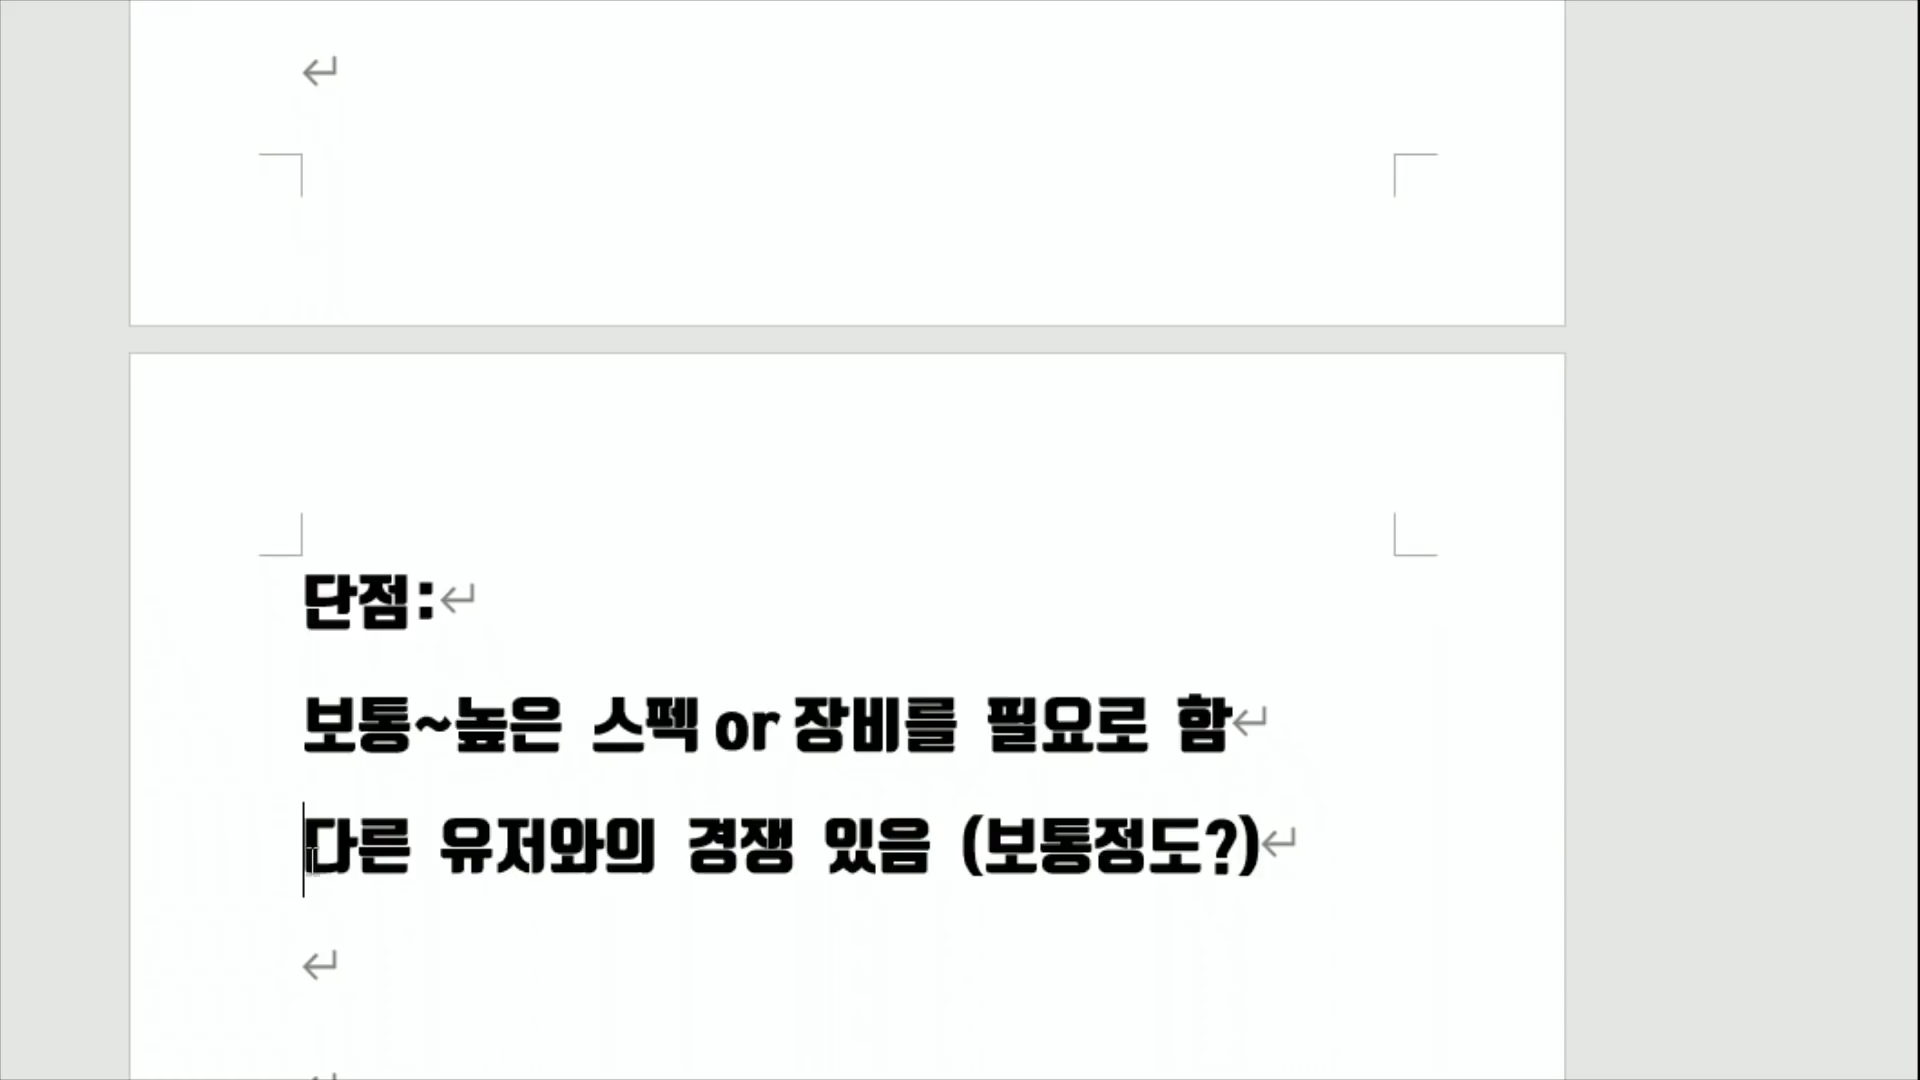 단점:
보통~높은 스펙 or 장비를 필요로 함
다른 유저와의 경쟁 있음 (보통정도?)